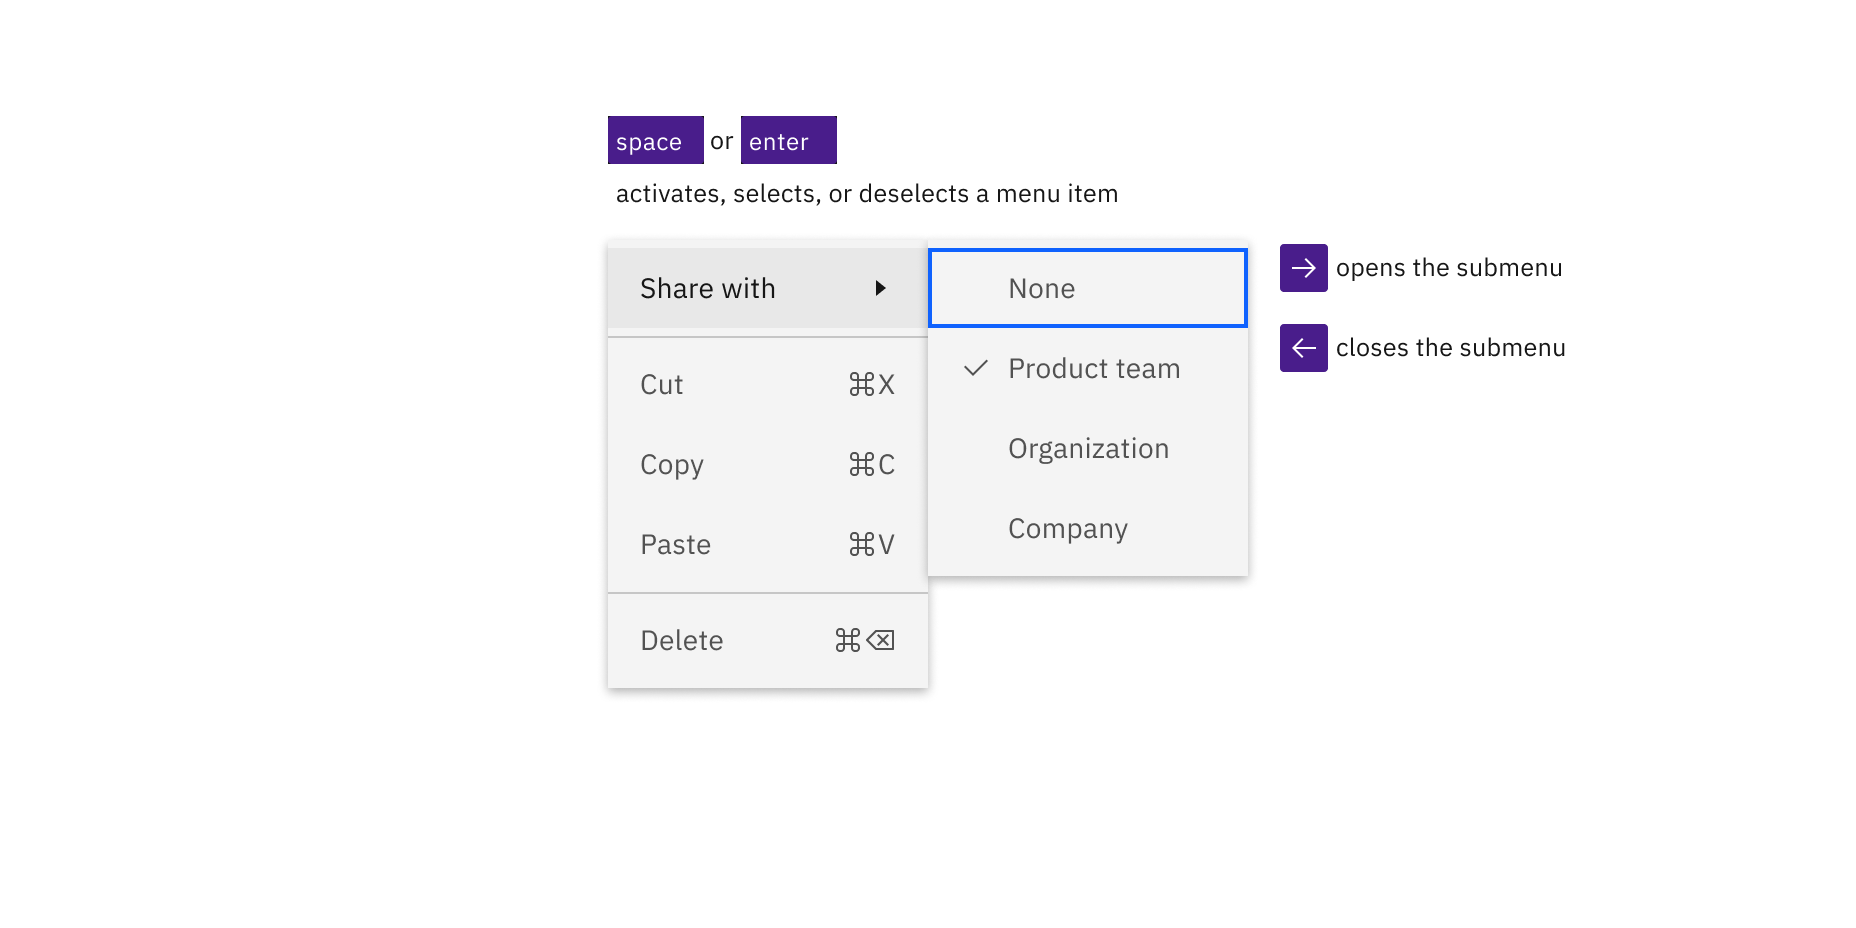 space or enter
activates, selects, or deselects a menu item
Share with
Cut ⌘X
Copy ⌘C
Paste ⌘V
Delete ⌘⌫
None
Product team
Organization
Company
opens the submenu
closes the submenu